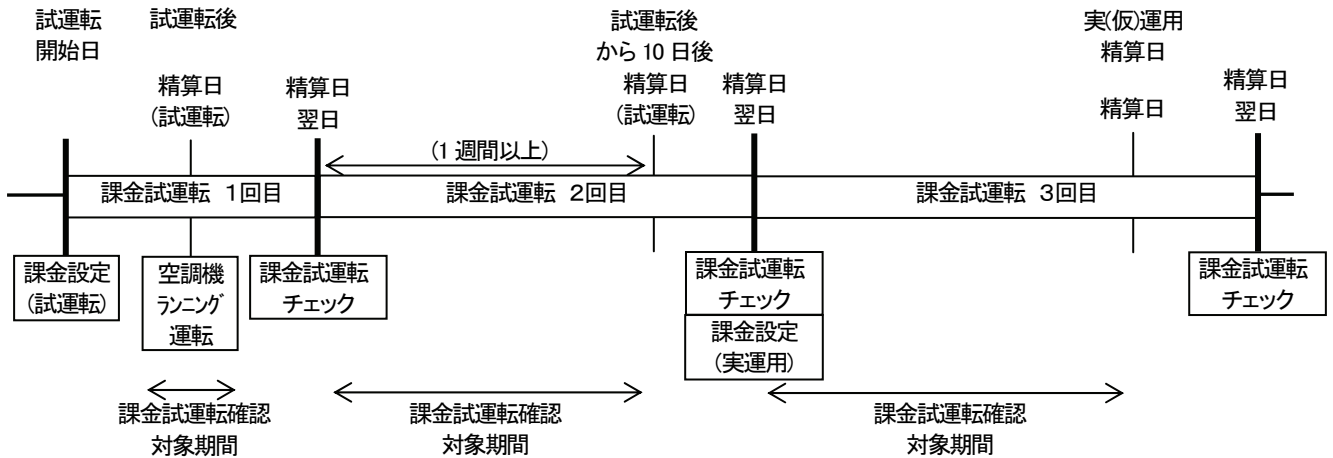 試運転
開始日
試運転後
精算日
(試運転)
精算日
翌日
試運転後
から 10 日後
精算日
(試運転)
精算日
翌日
実(仮)運用
精算日
精算日
精算日
翌日
(1 週間以上)
課金試運転 1回目
課金試運転 2回目
課金試運転 3回目
課金設定
(試運転)
空調機
ランニング
運転
課金試運転
チェック
課金試運転
チェック
課金設定
(実運用)
課金試運転
チェック
課金試運転確認
対象期間
課金試運転確認
対象期間
課金試運転確認
対象期間